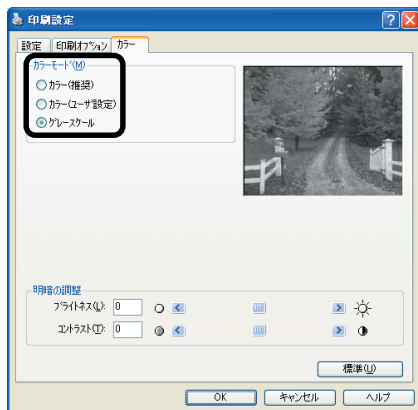 印刷設定
設定 印刷オプション カラー
カラーモード(M)
カラー(推奨)
カラー(ユーザ設定)
グレースケール
明暗の調整
ブライトネス(L): 0
コントラスト(T): 0
標準(U)
OK キャンセル ヘルプ